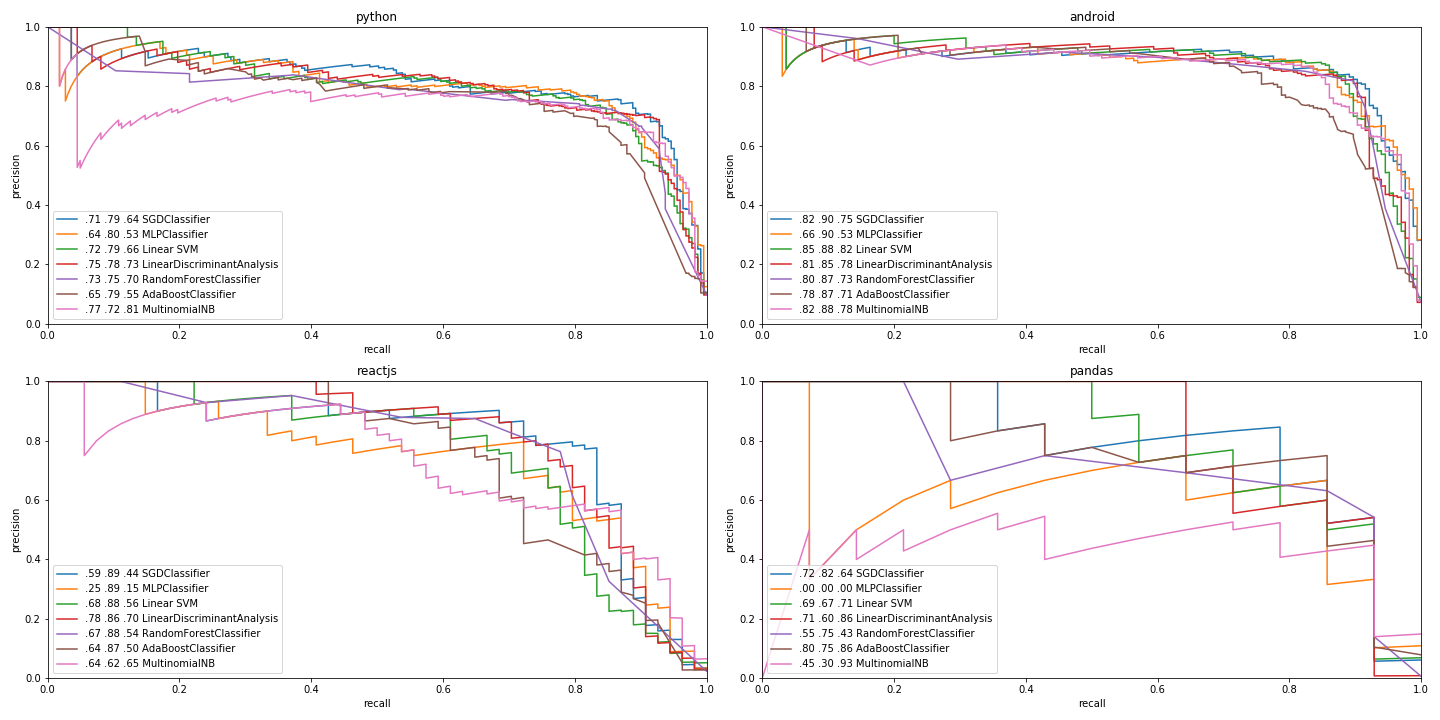 python
1.0
0.8
0.6
0.4
0.2
0.0
precision
.71 .79 .64 SGDClassifier
.64 .80 .53 MLPClassifier
.72 .79 .66 Linear SVM
.75 .78 .73 LinearDiscriminantAnalysis
.73 .75 .70 RandomForestClassifier
.65 .79 .55 AdaBoostClassifier
.77 .72 .81 MultinomialNB
0.0 0.2 0.4 0.6 0.8 1.0
recall
android
1.0
0.8
0.6
0.4
0.2
0.0
precision
.82 .90 .75 SGDClassifier
.66 .90 .53 MLPClassifier
.85 .88 .82 Linear SVM
.81 .85 .78 LinearDiscriminantAnalysis
.80 .87 .73 RandomForestClassifier
.78 .87 .71 AdaBoostClassifier
.82 .88 .78 MultinomialNB
0.0 0.2 0.4 0.6 0.8 1.0
recall
reactjs
1.0
0.8
0.6
0.4
0.2
0.0
precision
.59 .89 .44 SGDClassifier
.25 .89 .15 MLPClassifier
.68 .88 .56 Linear SVM
.78 .86 .70 LinearDiscriminantAnalysis
.67 .88 .54 RandomForestClassifier
.64 .87 .50 AdaBoostClassifier
.64 .62 .65 MultinomialNB
0.0 0.2 0.4 0.6 0.8 1.0
recall
pandas
1.0
0.8
0.6
0.4
0.2
0.0
precision
.72 .82 .64 SGDClassifier
.00 .00 .00 MLPClassifier
.69 .67 .71 Linear SVM
.71 .60 .86 LinearDiscriminantAnalysis
.55 .75 .43 RandomForestClassifier
.80 .75 .86 AdaBoostClassifier
.45 .30 .93 MultinomialNB
0.0 0.2 0.4 0.6 0.8 1.0
recall